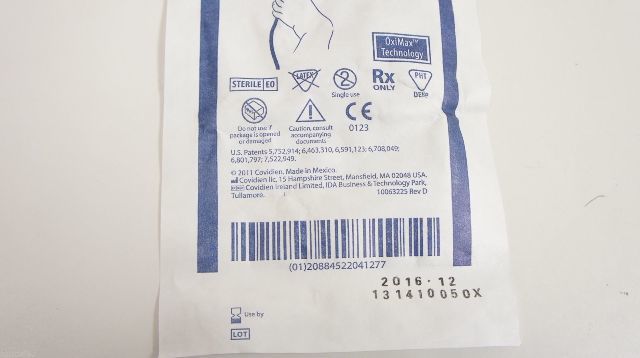 OxiMax™
Technology
STERILE EO
LATEX
2
Single use
Rx
ONLY
PHT
DEHP
Do not use if
package is opened
or damaged
Caution, consult
accompanying
documents
CE
0123
U.S. Patents 5,752,914; 6,463,310, 6,591,123; 6,708,049;
6,801,797; 7,522,949.
© 2011 Covidien. Made in Mexico.
Covidien llc, 15 Hampshire Street, Mansfield, MA 02048 USA.
Covidien Ireland Limited, IDA Business & Technology Park,
Tullamore.
10063225 Rev D
(01)20884522041277
2016-12
131410050X
Use by
LOT